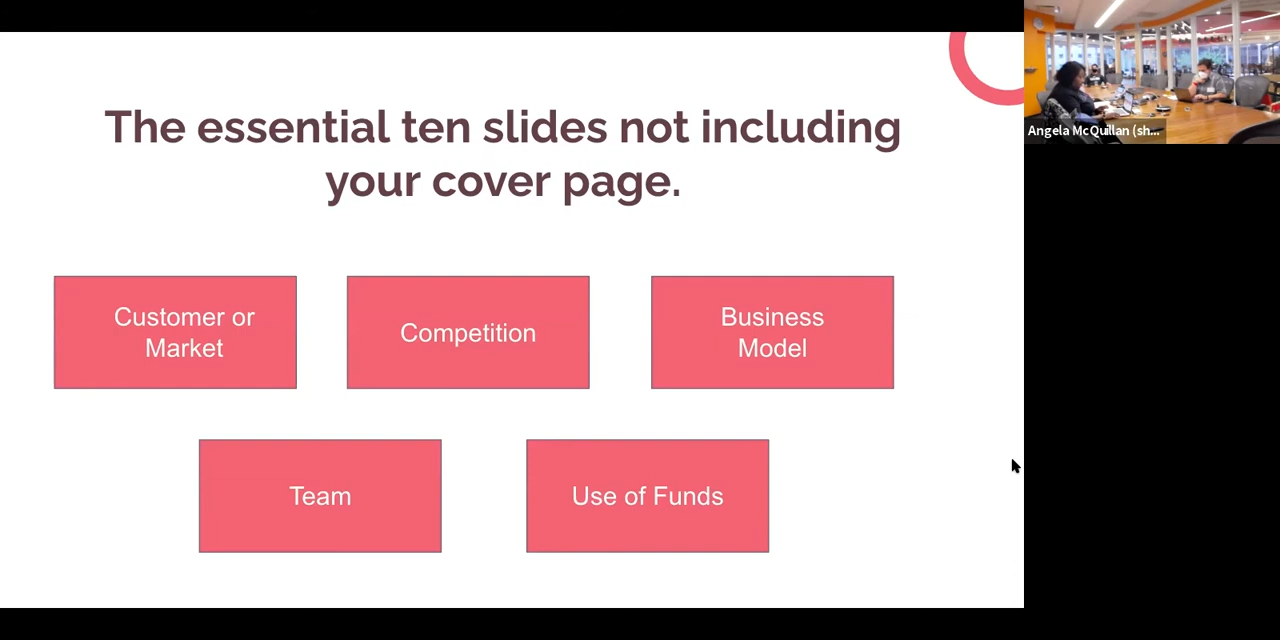 The essential ten slides not including
your cover page.
Angela McQuillan (sh...
Customer or
Market
Competition
Business
Model
Team
Use of Funds